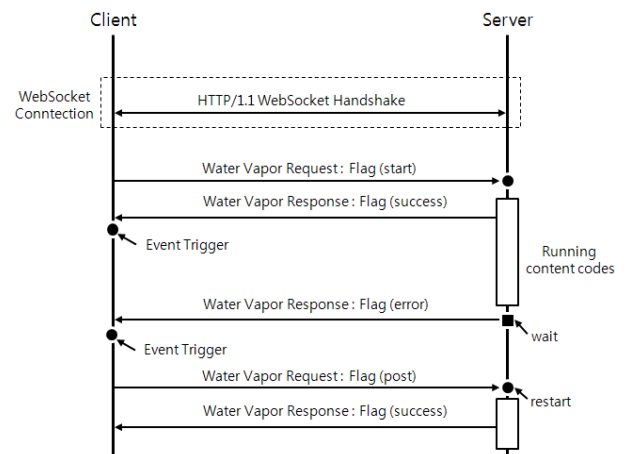 Client
Server
WebSocket
Conntection
HTTP/1.1 WebSocket Handshake
Water Vapor Request : Flag (start)
Water Vapor Response : Flag (success)
Event Trigger
Running
content codes
Water Vapor Response : Flag (error)
wait
Event Trigger
Water Vapor Request : Flag (post)
restart
Water Vapor Response : Flag (success)